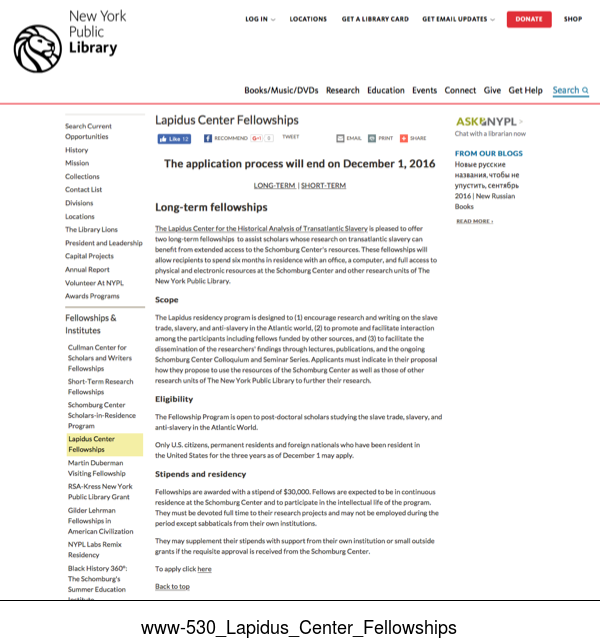 New York
Public
Library
LOG IN
LOCATIONS
GET A LIBRARY CARD
GET EMAIL UPDATES
DONATE
SHOP
Books/Music/DVDs Research Education Events Connect Give Get Help Search
Search Current
Opportunities
History
Mission
Collections
Contact List
Divisions
Locations
The Library Lions
President and Leadership
Capital Projects
Annual Report
Volunteer At NYPL
Awards Programs
Fellowships &
Institutes
Cullman Center for
Scholars and Writers
Fellowships
Short-Term Research
Fellowships
Schomburg Center
Scholars-in-Residence
Program
Lapidus Center
Fellowships
Martin Duberman
Visiting Fellowship
RSA-Kress New York
Public Library Grant
Gilder Lehrman
Fellowships in
American Civilization
NYPL Labs Remix
Residency
Black History 360°:
The Schomburg's
Summer Education
Institute
Lapidus Center Fellowships
Like 12
RECOMMEND
G+1 0
TWEET
EMAIL
PRINT
SHARE
The application process will end on December 1, 2016
LONG-TERM | SHORT-TERM
Long-term fellowships
The Lapidus Center for the Historical Analysis of Transatlantic Slavery is pleased to offer
two long-term fellowships to assist scholars whose research on transatlantic slavery can
benefit from extended access to the Schomburg Center's resources. These fellowships will
allow recipients to spend six months in residence with an office, a computer, and full access to
physical and electronic resources at the Schomburg Center and other research units of The
New York Public Library.
Scope
The Lapidus residency program is designed to (1) encourage research and writing on the slave
trade, slavery, and anti-slavery in the Atlantic world, (2) to promote and facilitate interaction
among the participants including fellows funded by other sources, and (3) to facilitate the
dissemination of the researchers' findings through lectures, publications, and the ongoing
Schomburg Center Colloquium and Seminar Series. Applicants must indicate in their proposal
how they propose to use the resources of the Schomburg Center as well as those of other
research units of The New York Public Library to further their research.
Eligibility
The Fellowship Program is open to post-doctoral scholars studying the slave trade, slavery, and
anti-slavery in the Atlantic World.
Only U.S. citizens, permanent residents and foreign nationals who have been resident in
the United States for the three years as of December 1 may apply.
Stipends and residency
Fellowships are awarded with a stipend of $30,000. Fellows are expected to be in continuous
residence at the Schomburg Center and to participate in the intellectual life of the program.
They must be devoted full time to their research projects and may not be employed during the
period except sabbaticals from their own institutions.
They may supplement their stipends with support from their own institution or small outside
grants if the requisite approval is received from the Schomburg Center.
To apply click here
Back to top
ASK NYPL
Chat with a librarian now
FROM OUR BLOGS
Новые русские
названия, чтобы не
упустить, сентябрь
2016 | New Russian
Books
READ MORE ›
www-530_Lapidus_Center_Fellowships